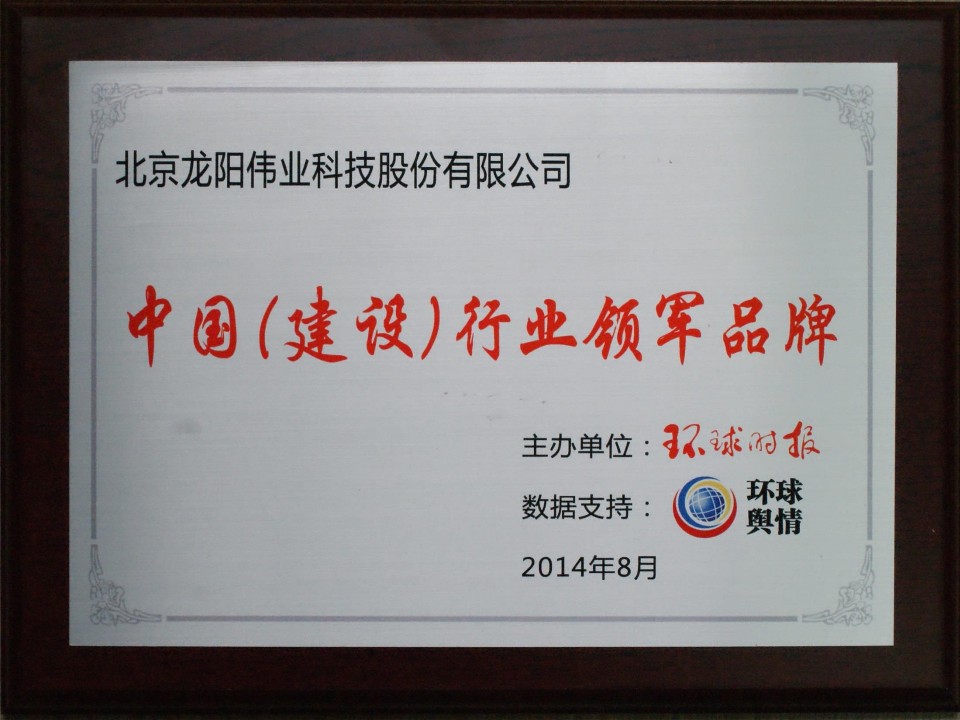 北京龙阳伟业科技股份有限公司
中国(建设)行业领军品牌
主办单位：环球时报
数据支持：环球
舆情
2014年8月